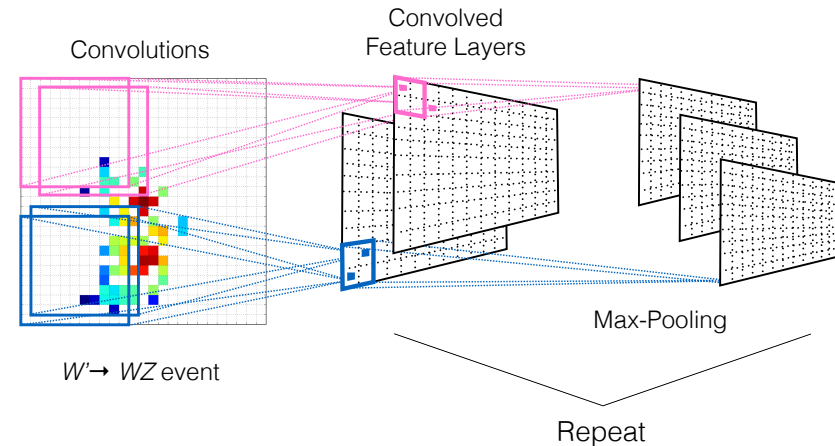 Convolutions
Convolved
Feature Layers
Max-Pooling
W'→ WZ event
Repeat